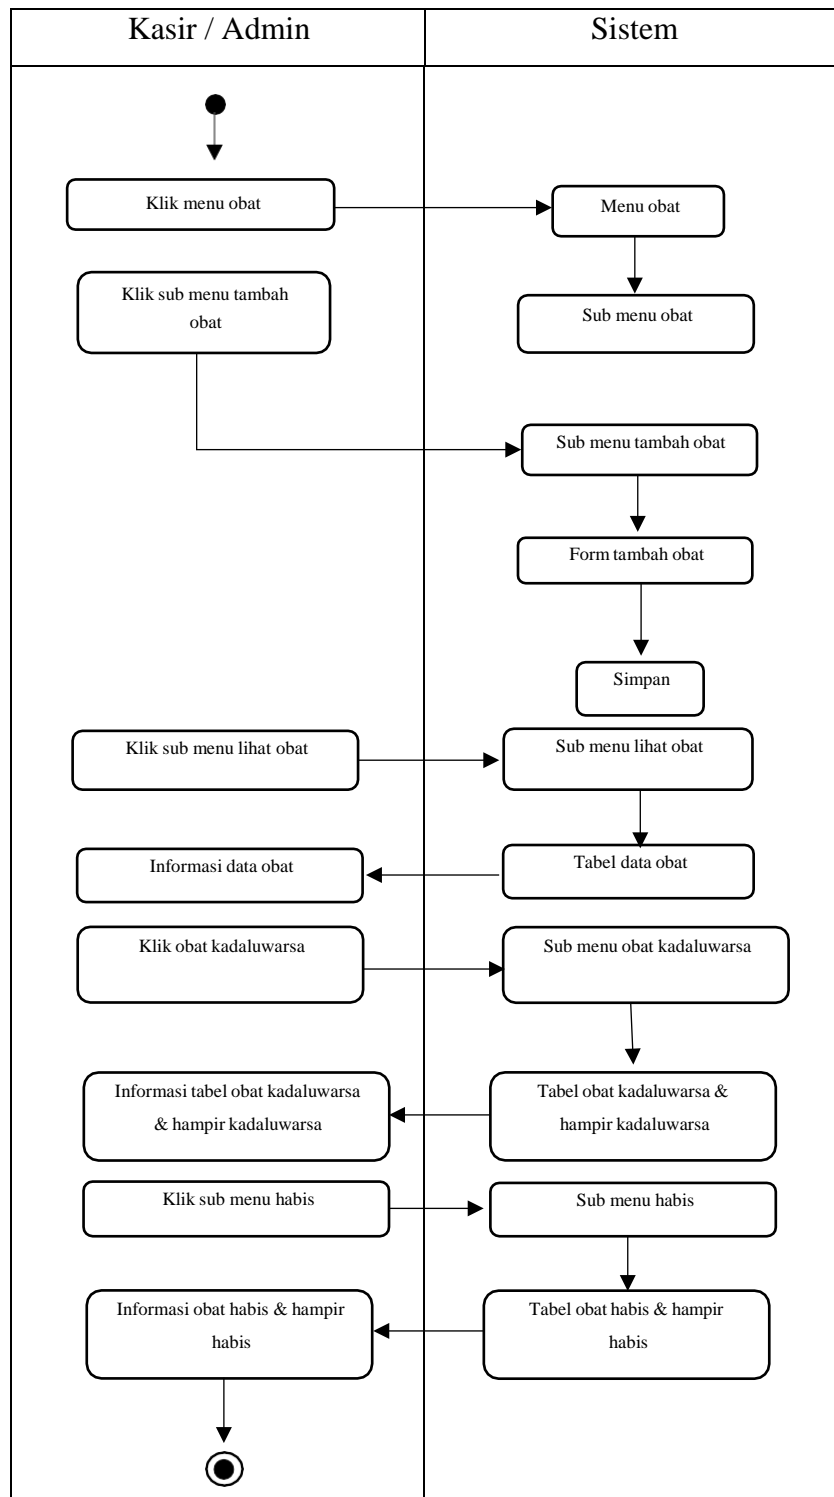 Kasir / Admin
Sistem
Klik menu obat
Menu obat
Klik sub menu tambah
obat
Sub menu obat
Sub menu tambah obat
Form tambah obat
Simpan
Klik sub menu lihat obat
Sub menu lihat obat
Informasi data obat
Tabel data obat
Klik obat kadaluwarsa
Sub menu obat kadaluwarsa
Informasi tabel obat kadaluwarsa
& hampir kadaluwarsa
Tabel obat kadaluwarsa &
hampir kadaluwarsa
Klik sub menu habis
Sub menu habis
Informasi obat habis & hampir
habis
Tabel obat habis & hampir
habis